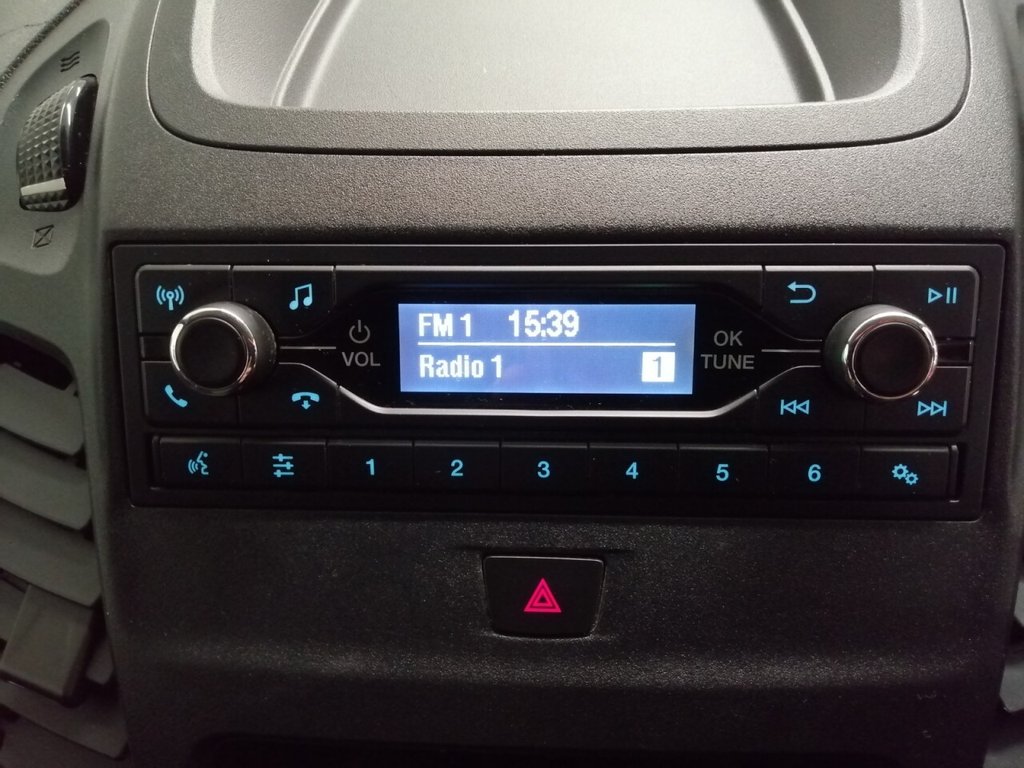 FM 1 15:39
VOL
OK
TUNE
Radio 1 1
1 2 3 4 5 6